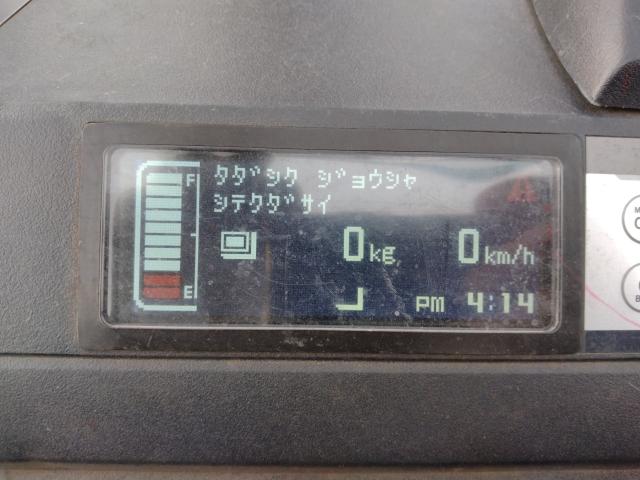 タダシク ジョウシャ
シテクダサイ
F
E
0kg 0km/h
PM 4:14